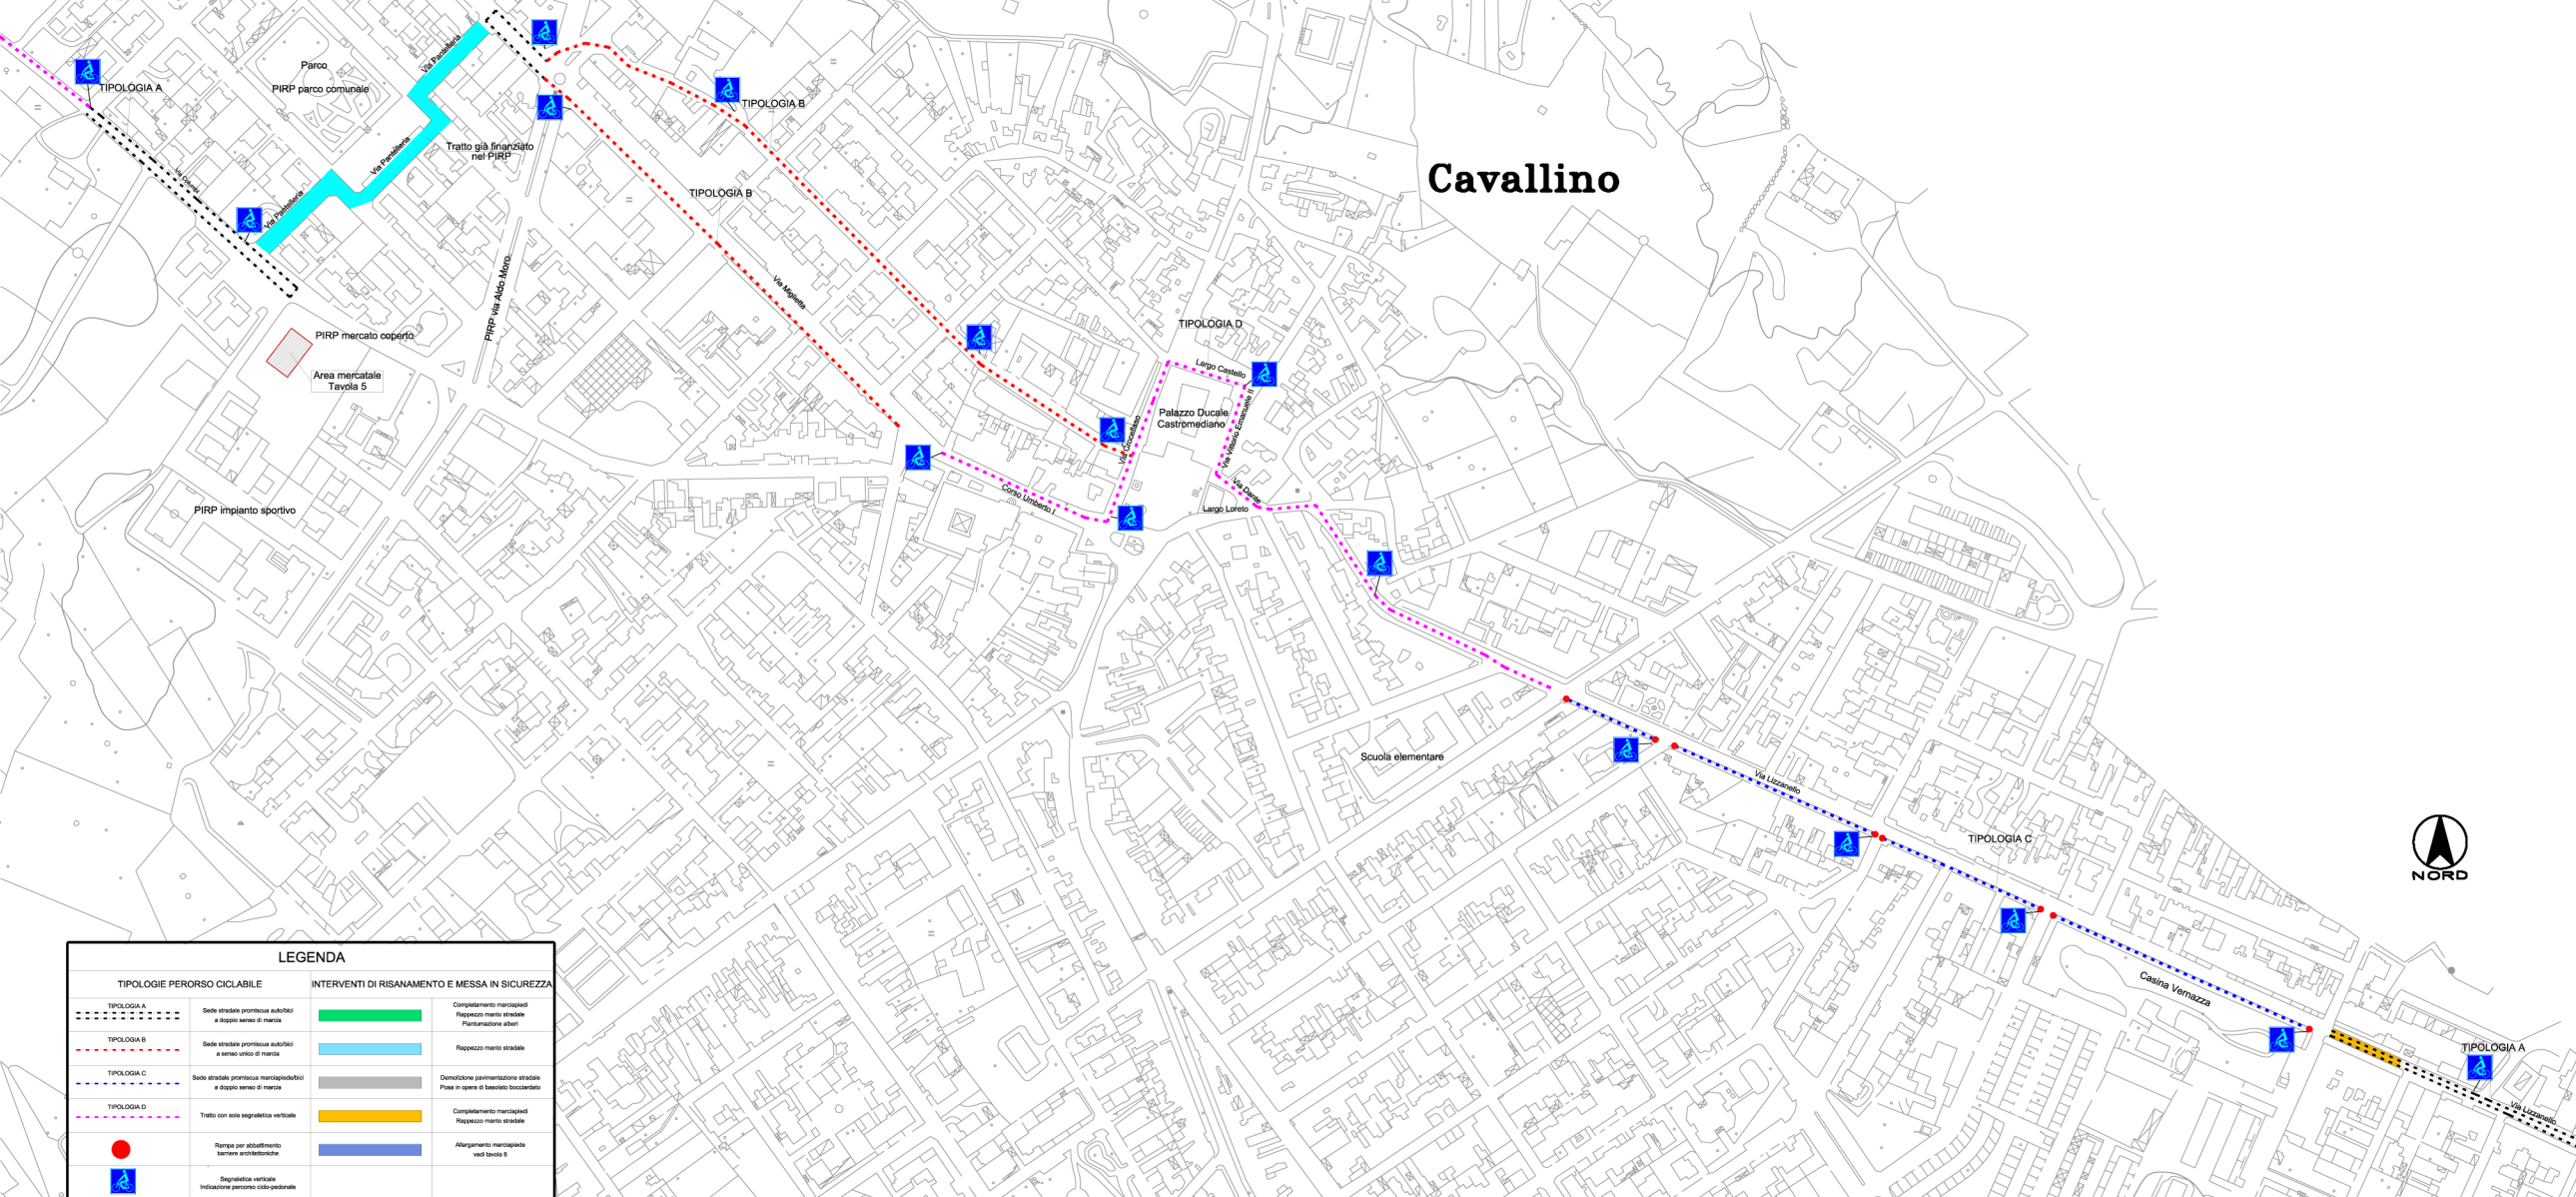 Parco
PIRP parco comunale
Via Pantelleria
TIPOLOGIA A
Via Pantelleria
Tratto già finanziato
nel PIRP
Via Columbi
Via Pantelleria
TIPOLOGIA B
TIPOLOGIA B
Cavallino
PIRP via Aldo Moro
Via Miglietta
PIRP mercato coperto
Area mercatale
Tavola 5
TIPOLOGIA D
Largo Castello
Palazzo Ducale
Castromediano
Via Crocefisso
Via Vittorio Emanuele II
Via Dante
Largo Loreto
Corso Umberto I
PIRP impianto sportivo
Scuola elementare
Via Lizzanello
TIPOLOGIA C
NORD
Casina Vernazza
TIPOLOGIA A
Via Lizzanello
LEGENDA
TIPOLOGIE PERORSO CICLABILE
INTERVENTI DI RISANAMENTO E MESSA IN SICUREZZA
TIPOLOGIA A
Sede stradale promiscua auto/bici
a doppio senso di marcia
Completamento marciapiedi
Rappezzo manto stradale
Piantumazione alberi
TIPOLOGIA B
Sede stradale promiscua auto/bici
a senso unico di marcia
Rappezzo manto stradale
TIPOLOGIA C
Sede stradale promiscua marciapiede/bici
a doppio senso di marcia
Demolizione pavimentazione stradale
Posa in opera di basolato bocciardato
TIPOLOGIA D
Tratto con sola segnaletica verticale
Completamento marciapiedi
Rappezzo manto stradale
Rampa per abbattimento
barriere architettoniche
Allargamento marciapiede
vedi tavola 6
Segnaletica verticale
Indicazione percorso ciclo-pedonale